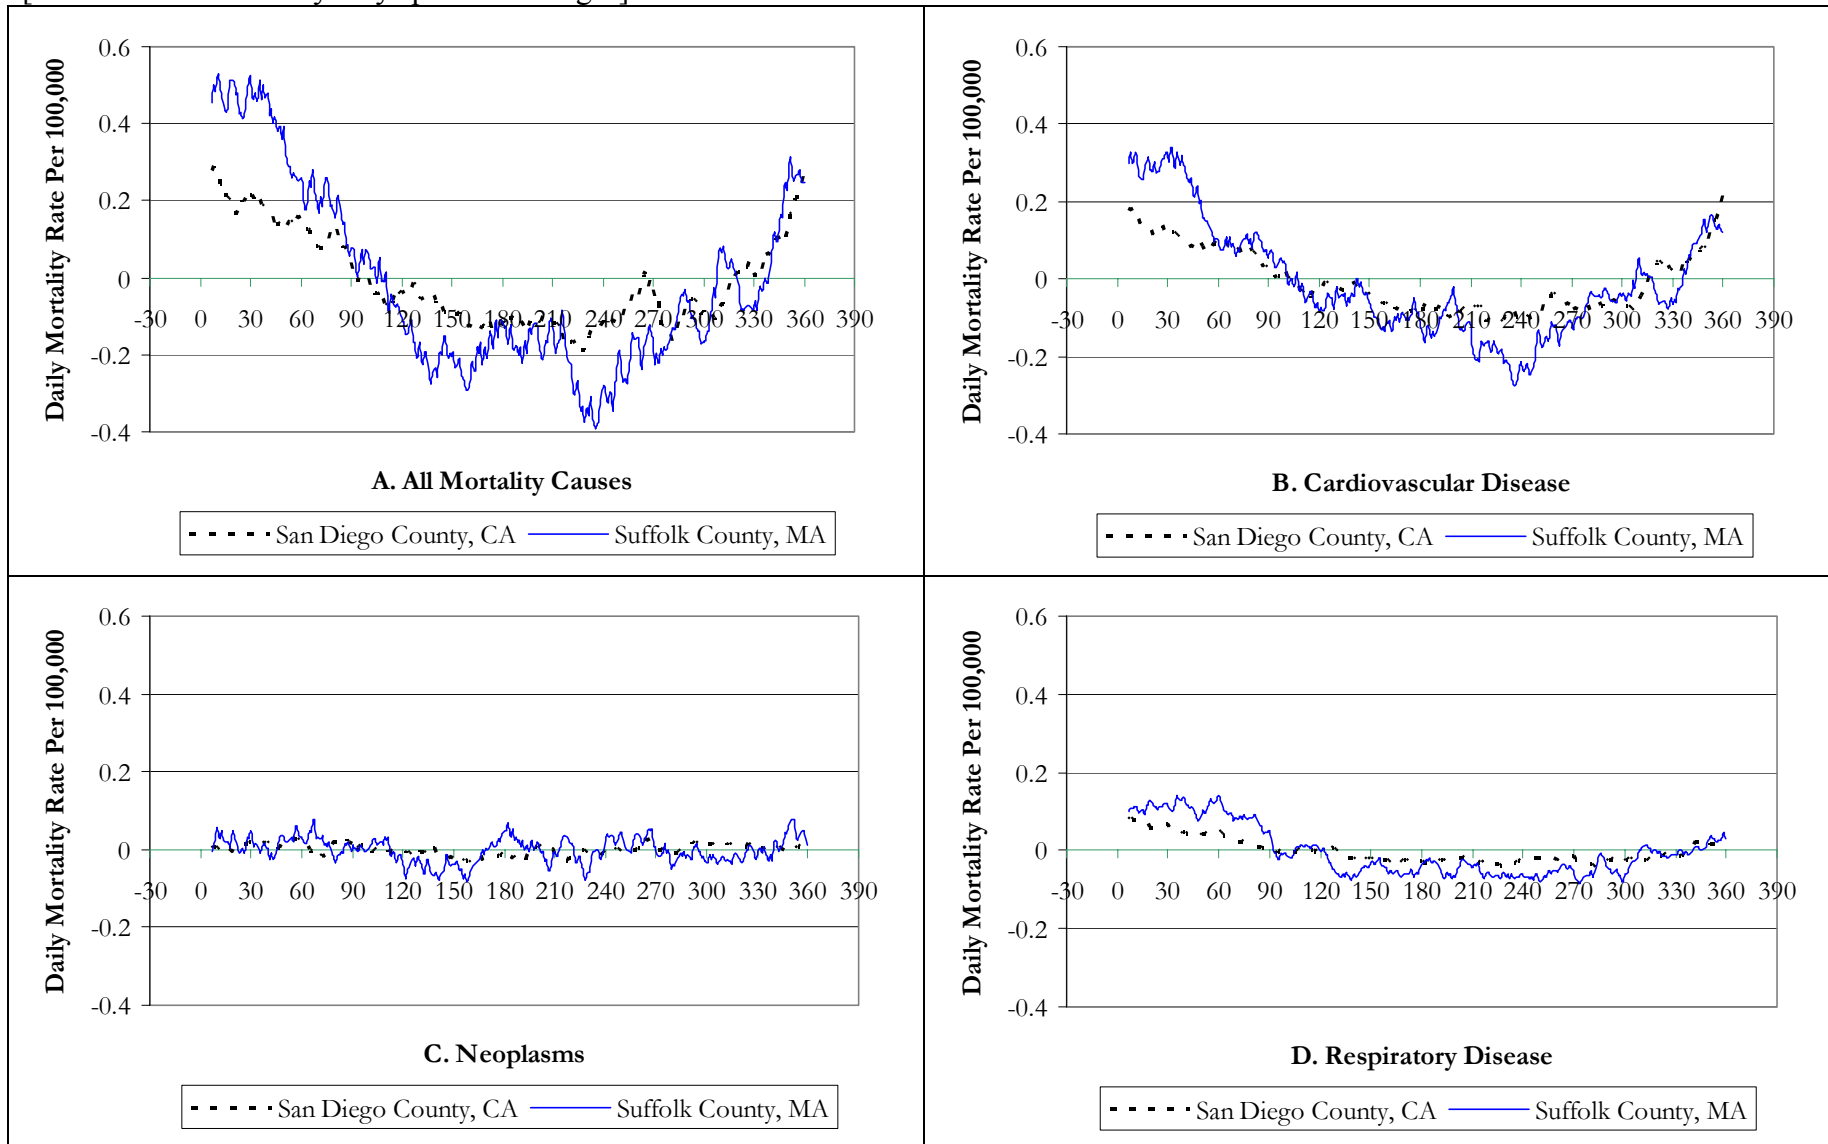 0.6
0.4
0.2
0
-0.2
-0.4
-30 0 30 60 90 120 150 180 210 240 270 300 330 360 390
Daily Mortality Rate Per 100,000
A. All Mortality Causes
San Diego County, CA Suffolk County, MA
0.6
0.4
0.2
0
-0.2
-0.4
-30 0 30 60 90 120 150 180 210 240 270 300 330 360 390
Daily Mortality Rate Per 100,000
B. Cardiovascular Disease
San Diego County, CA Suffolk County, MA
0.6
0.4
0.2
0
-0.2
-0.4
-30 0 30 60 90 120 150 180 210 240 270 300 330 360 390
Daily Mortality Rate Per 100,000
C. Neoplasms
San Diego County, CA Suffolk County, MA
0.6
0.4
0.2
0
-0.2
-0.4
-30 0 30 60 90 120 150 180 210 240 270 300 330 360 390
Daily Mortality Rate Per 100,000
D. Respiratory Disease
San Diego County, CA Suffolk County, MA